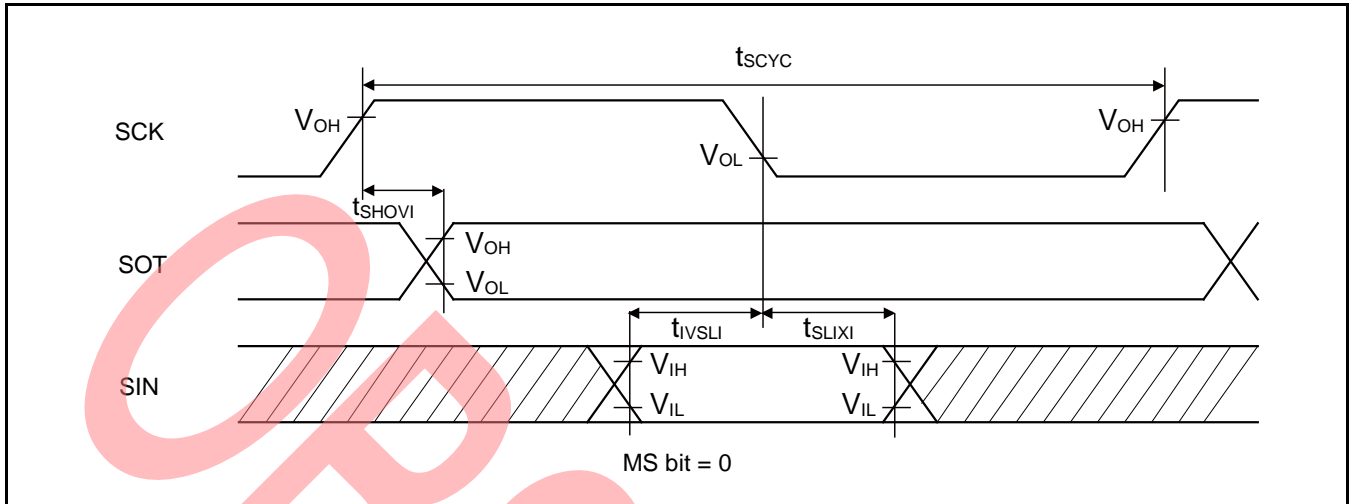 tSCYC
SCK
VOH
VOL
VOH
tSHOVI
SOT
VOH
VOL
tIVSLI
tSLIXI
SIN
VIH
VIH
VIL
VIL
MS bit = 0